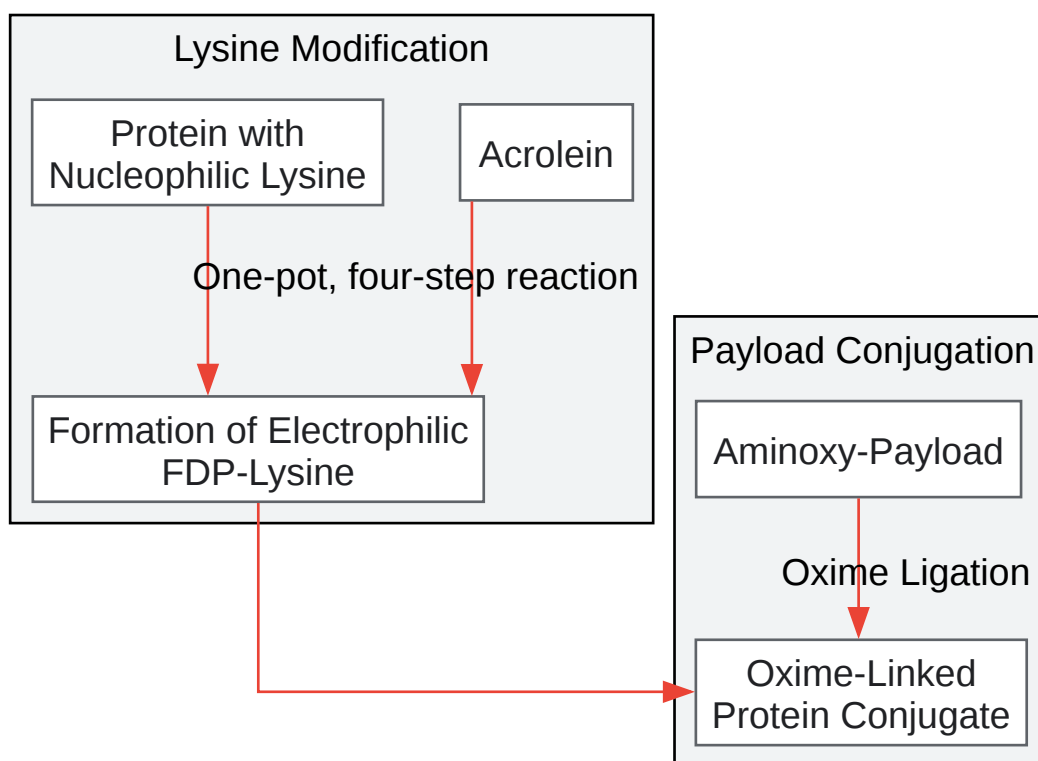 Lysine Modification
Protein with
Nucleophilic Lysine
Acrolein
One-pot, four-step reaction
Formation of Electrophilic
FDP-Lysine
Payload Conjugation
Aminoxy-Payload
Oxime Ligation
Oxime-Linked
Protein Conjugate